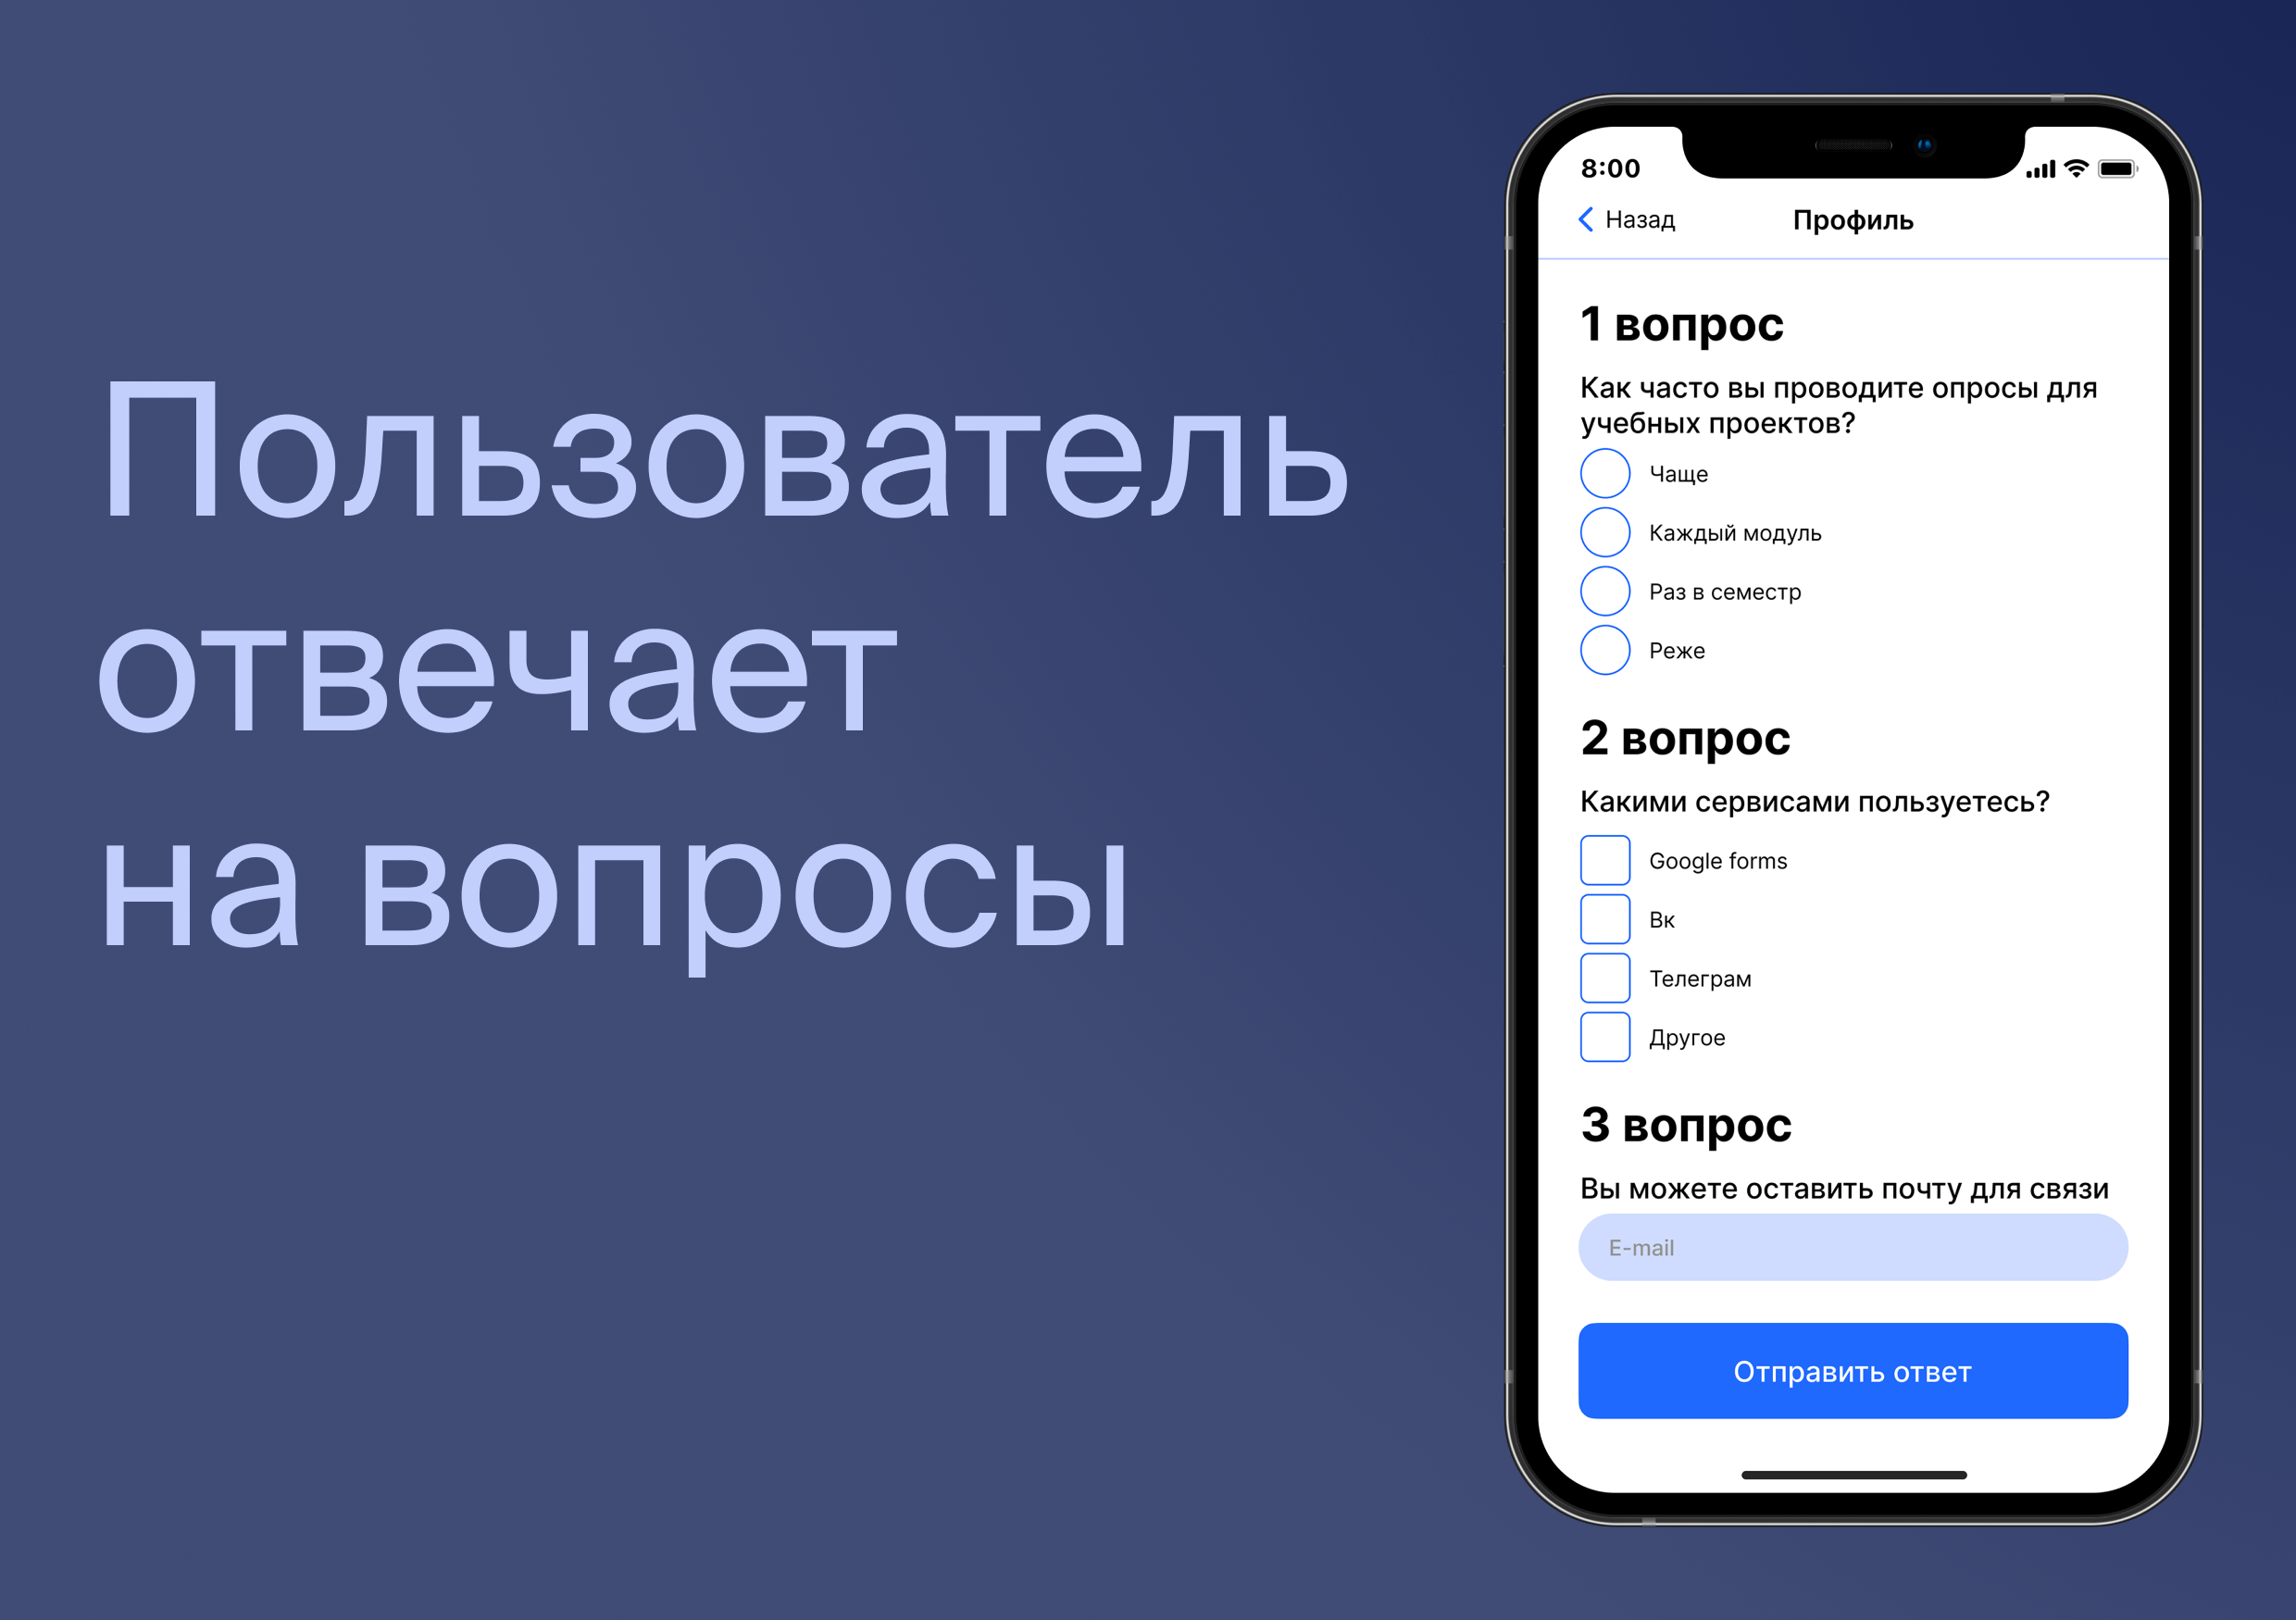 Пользователь
отвечает
на вопросы
8:00
Назад
Профиль
1 вопрос
Как часто вы проводите опросы для
учебных проектов?
Чаще
Каждый модуль
Раз в семестр
Реже
2 вопрос
Какими сервисами пользуетесь?
Google forms
Вк
Телеграм
Другое
3 вопрос
Вы можете оставить почту для связи
E-mail
Отправить ответ